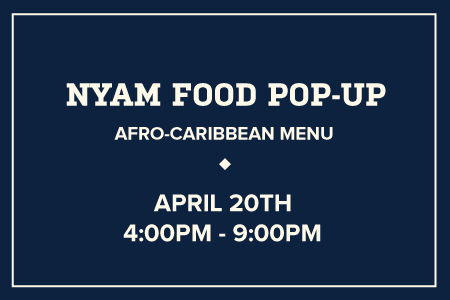 NYAM FOOD POP-UP
AFRO-CARIBBEAN MENU
APRIL 20TH
4:00PM - 9:00PM